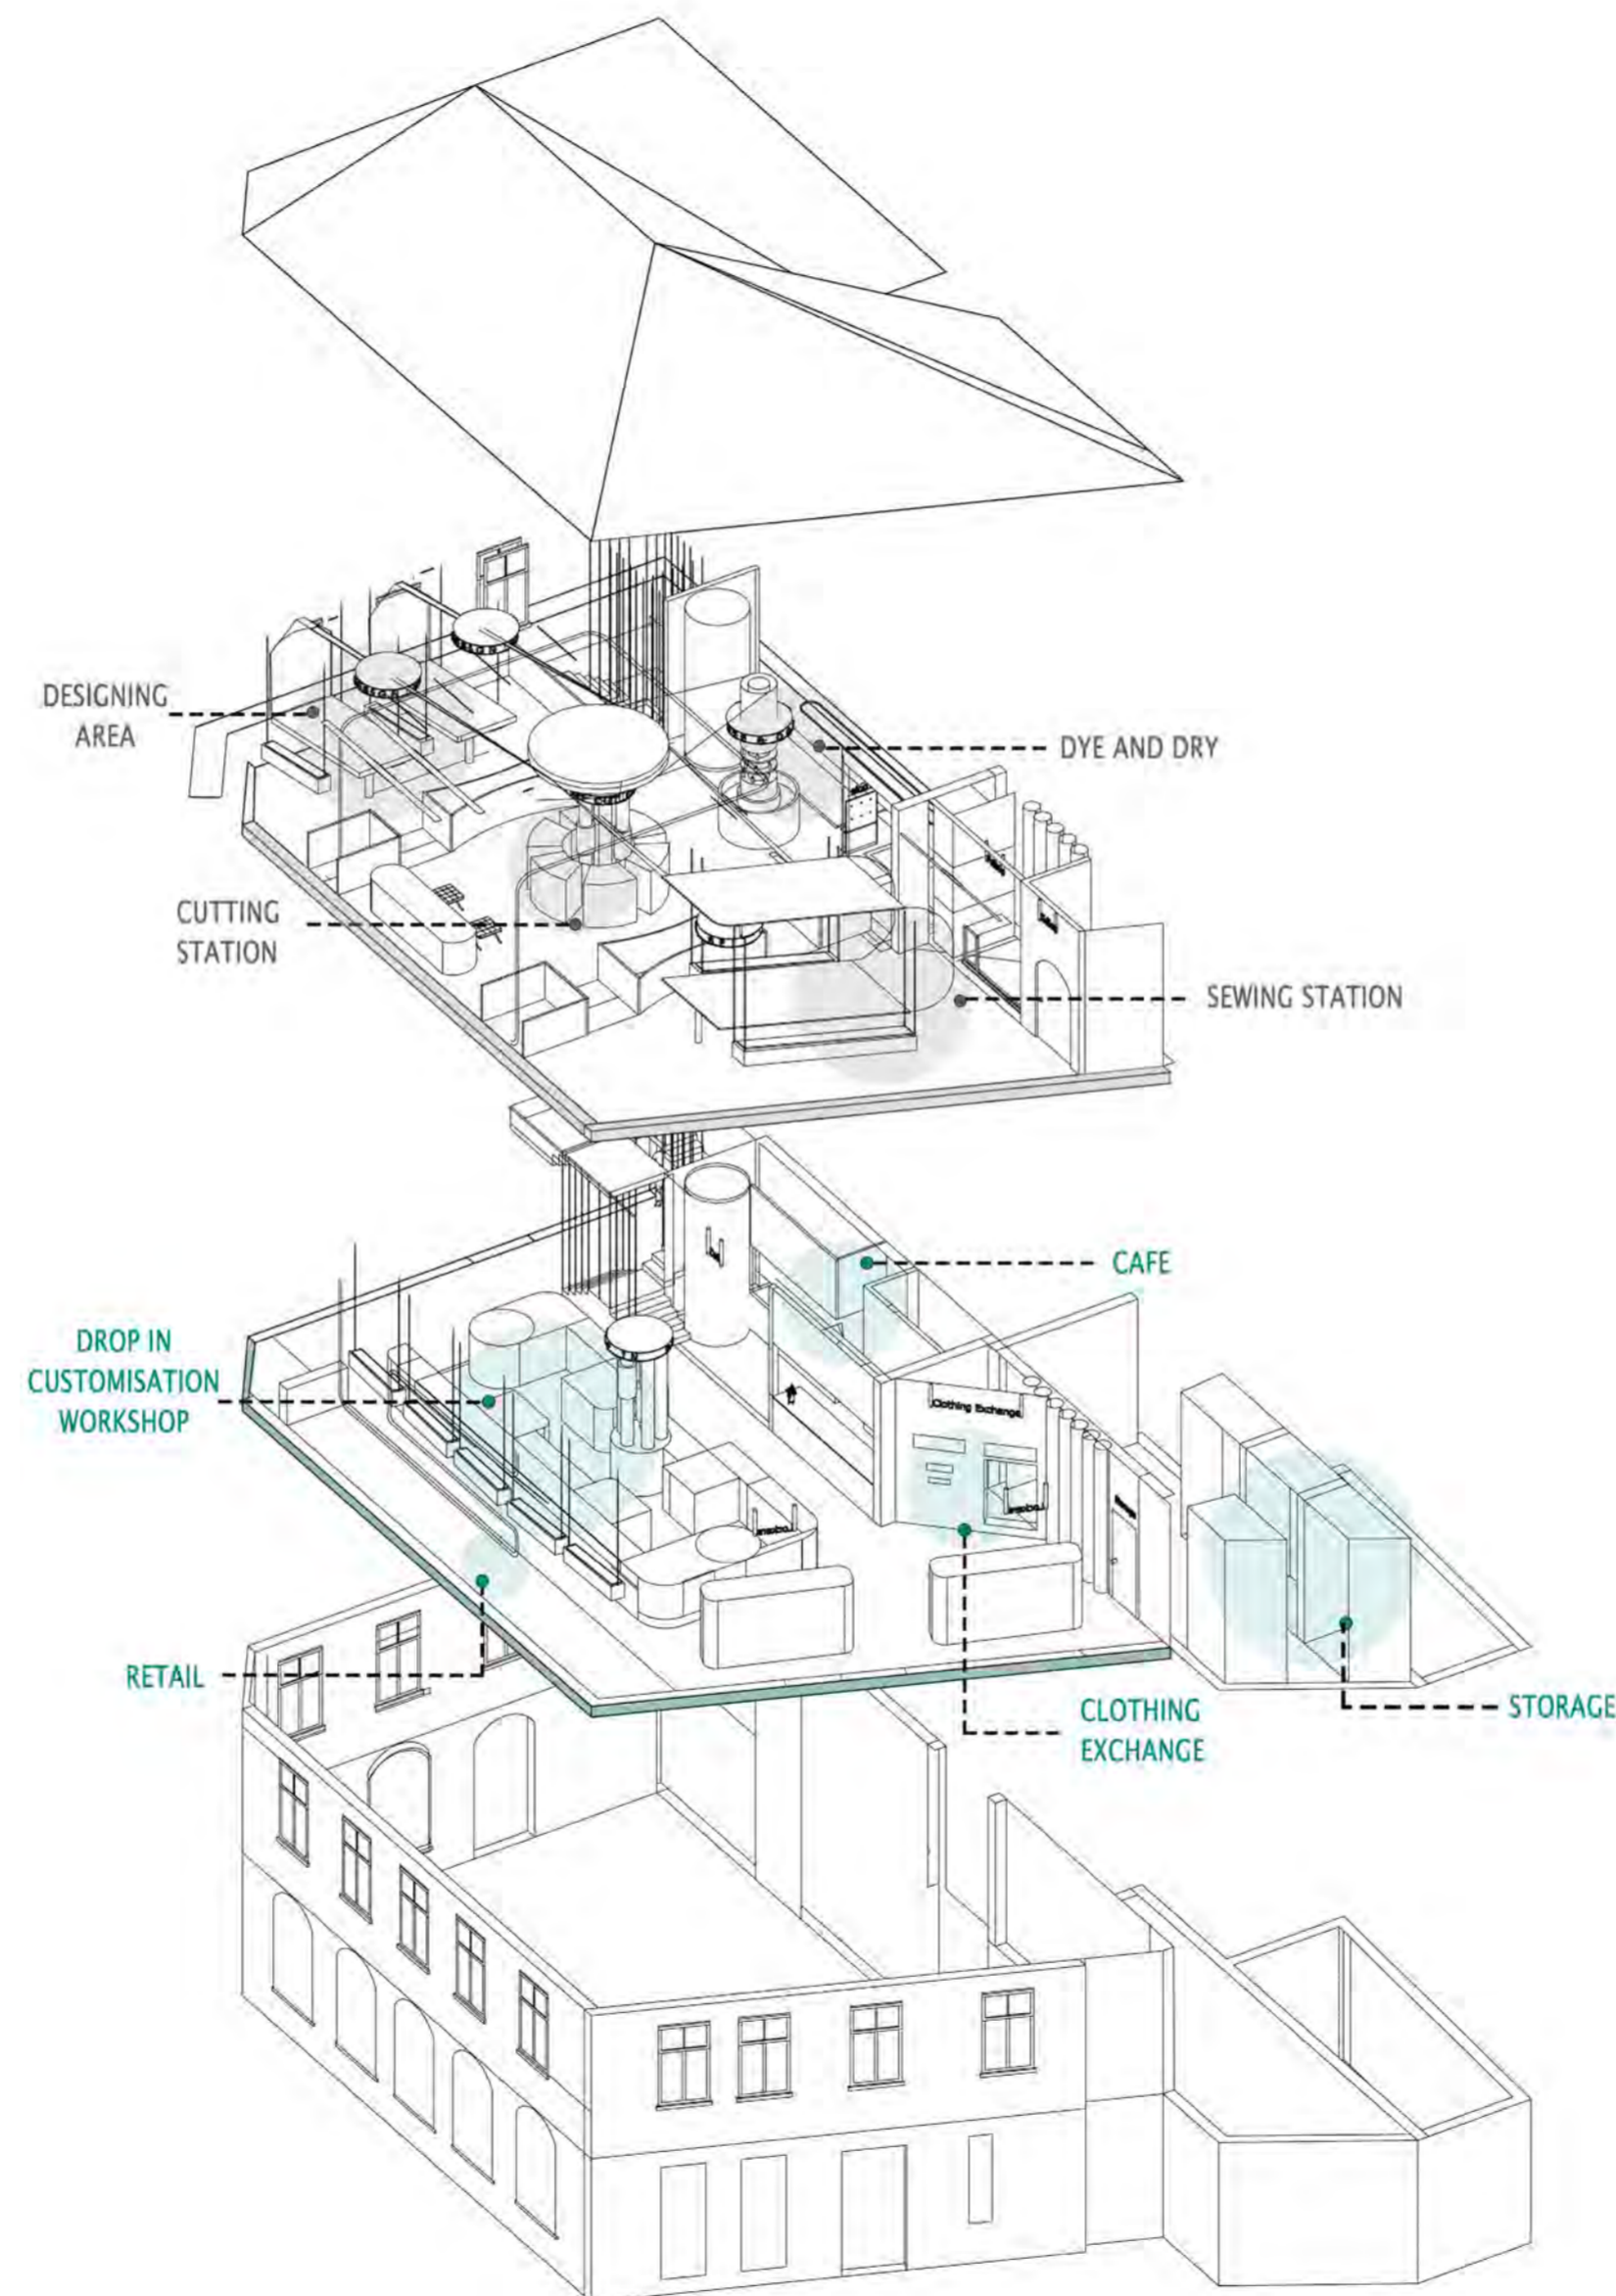 DESIGNING
AREA
DYE AND DRY
CUTTING
STATION
SEWING STATION
CAFE
DROP IN
CUSTOMISATION
WORKSHOP
Clothing Exchange
Storage
RETAIL
CLOTHING
EXCHANGE
STORAGE